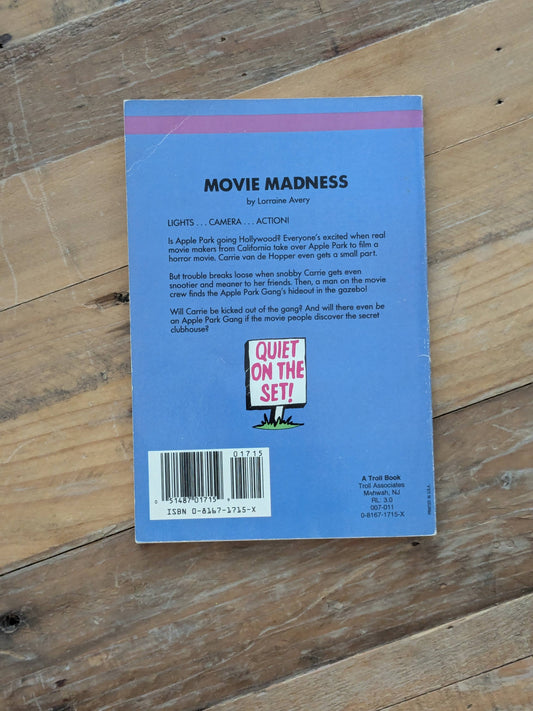 MOVIE MADNESS
by Lorraine Avery
LIGHTS . . . CAMERA . . . ACTION!
Is Apple Park going Hollywood? Everyone's excited when real
movie makers from California take over Apple Park to film a
horror movie. Carrie van de Hopper even gets a small part.
But trouble breaks loose when snobby Carrie gets even
snootier and meaner to her friends. Then, a man on the movie
crew finds the Apple Park Gang's hideout in the gazebo!
Will Carrie be kicked out of the gang? And will there even be
an Apple Park Gang if the movie people discover the secret
clubhouse?
QUIET
ON THE
SET!
01715
0 51487 01715 9
ISBN 0-8167-1715-X
A Troll Book
Troll Associates
Mahwah, NJ
RL: 3.0
007-011
0-8167-1715-X
PRINTED IN U.S.A.